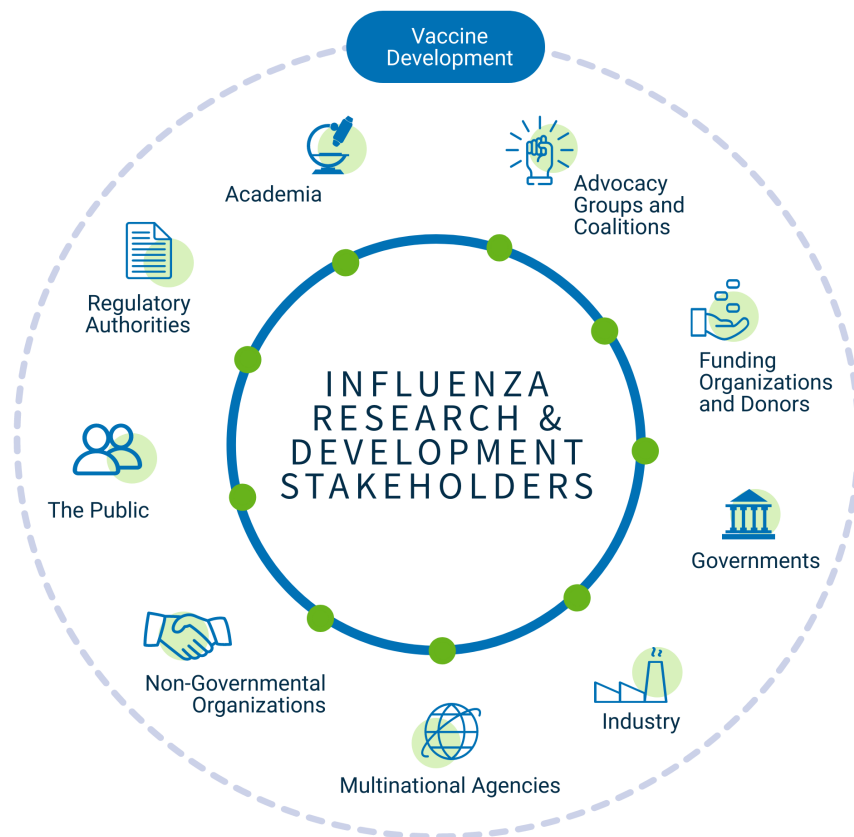 Vaccine
Development
Academia
Advocacy
Groups and
Coalitions
Regulatory
Authorities
Funding
Organizations
and Donors
INFLUENZA
RESEARCH &
DEVELOPMENT
STAKEHOLDERS
The Public
Governments
Non-Governmental
Organizations
Industry
Multinational Agencies